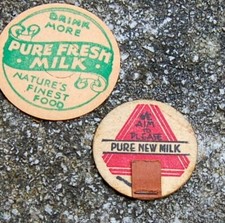 DRINK
MORE
PURE FRESH
MILK
NATURE'S
FINEST
FOOD
WE
AIM
TO
PLEASE
PURE NEW MILK